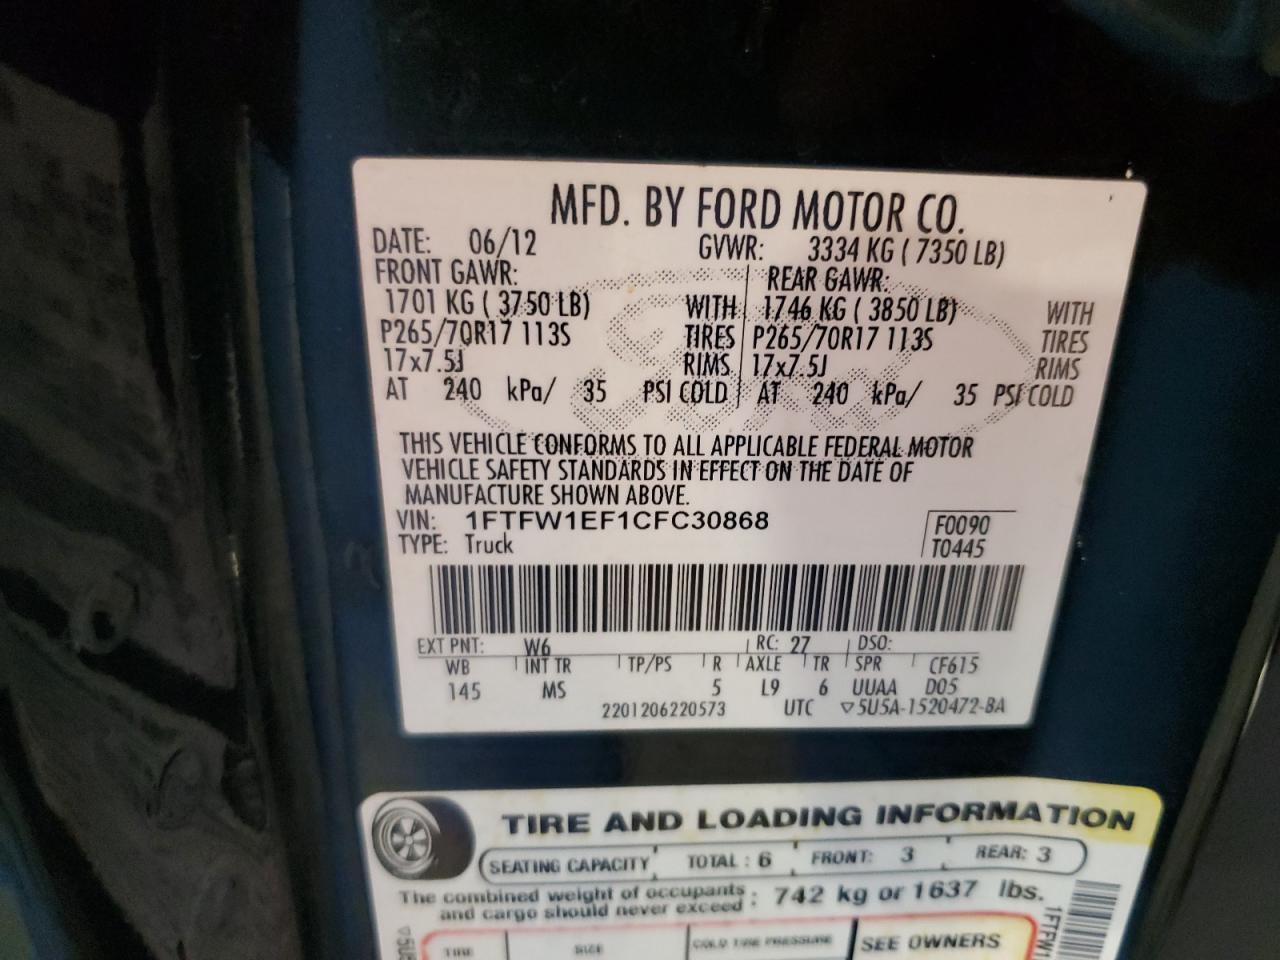 MFD. BY FORD MOTOR CO.
DATE: 06/12 GVWR: 3334 KG ( 7350 LB)
FRONT GAWR: REAR GAWR:
1701 KG ( 3750 LB) WITH 1746 KG ( 3850 LB) WITH
P265/70R17 113S TIRES P265/70R17 113S TIRES
17x7.5J RIMS 17x7.5J RIMS
AT 240 kPa/ 35 PSI COLD AT 240 kPa/ 35 PSI COLD
THIS VEHICLE CONFORMS TO ALL APPLICABLE FEDERAL MOTOR
VEHICLE SAFETY STANDARDS IN EFFECT ON THE DATE OF
MANUFACTURE SHOWN ABOVE.
VIN: 1FTFW1EF1CFC30868 F0090
TYPE: Truck T0445
EXT PNT: W6 RC: 27 DSO:
WB INT TR TP/PS R AXLE TR SPR CF615
145 MS 5 L9 6 UUAA D05
2201206220573 UTC ▽5U5A-1520472-BA
TIRE AND LOADING INFORMATION
SEATING CAPACITY TOTAL : 6 FRONT: 3 REAR: 3
The combined weight of occupants : 742 kg or 1637 lbs.
and cargo should never exceed
TIRE SIZE COLD TIRE PRESSURE SEE OWNERS
1FTFW1